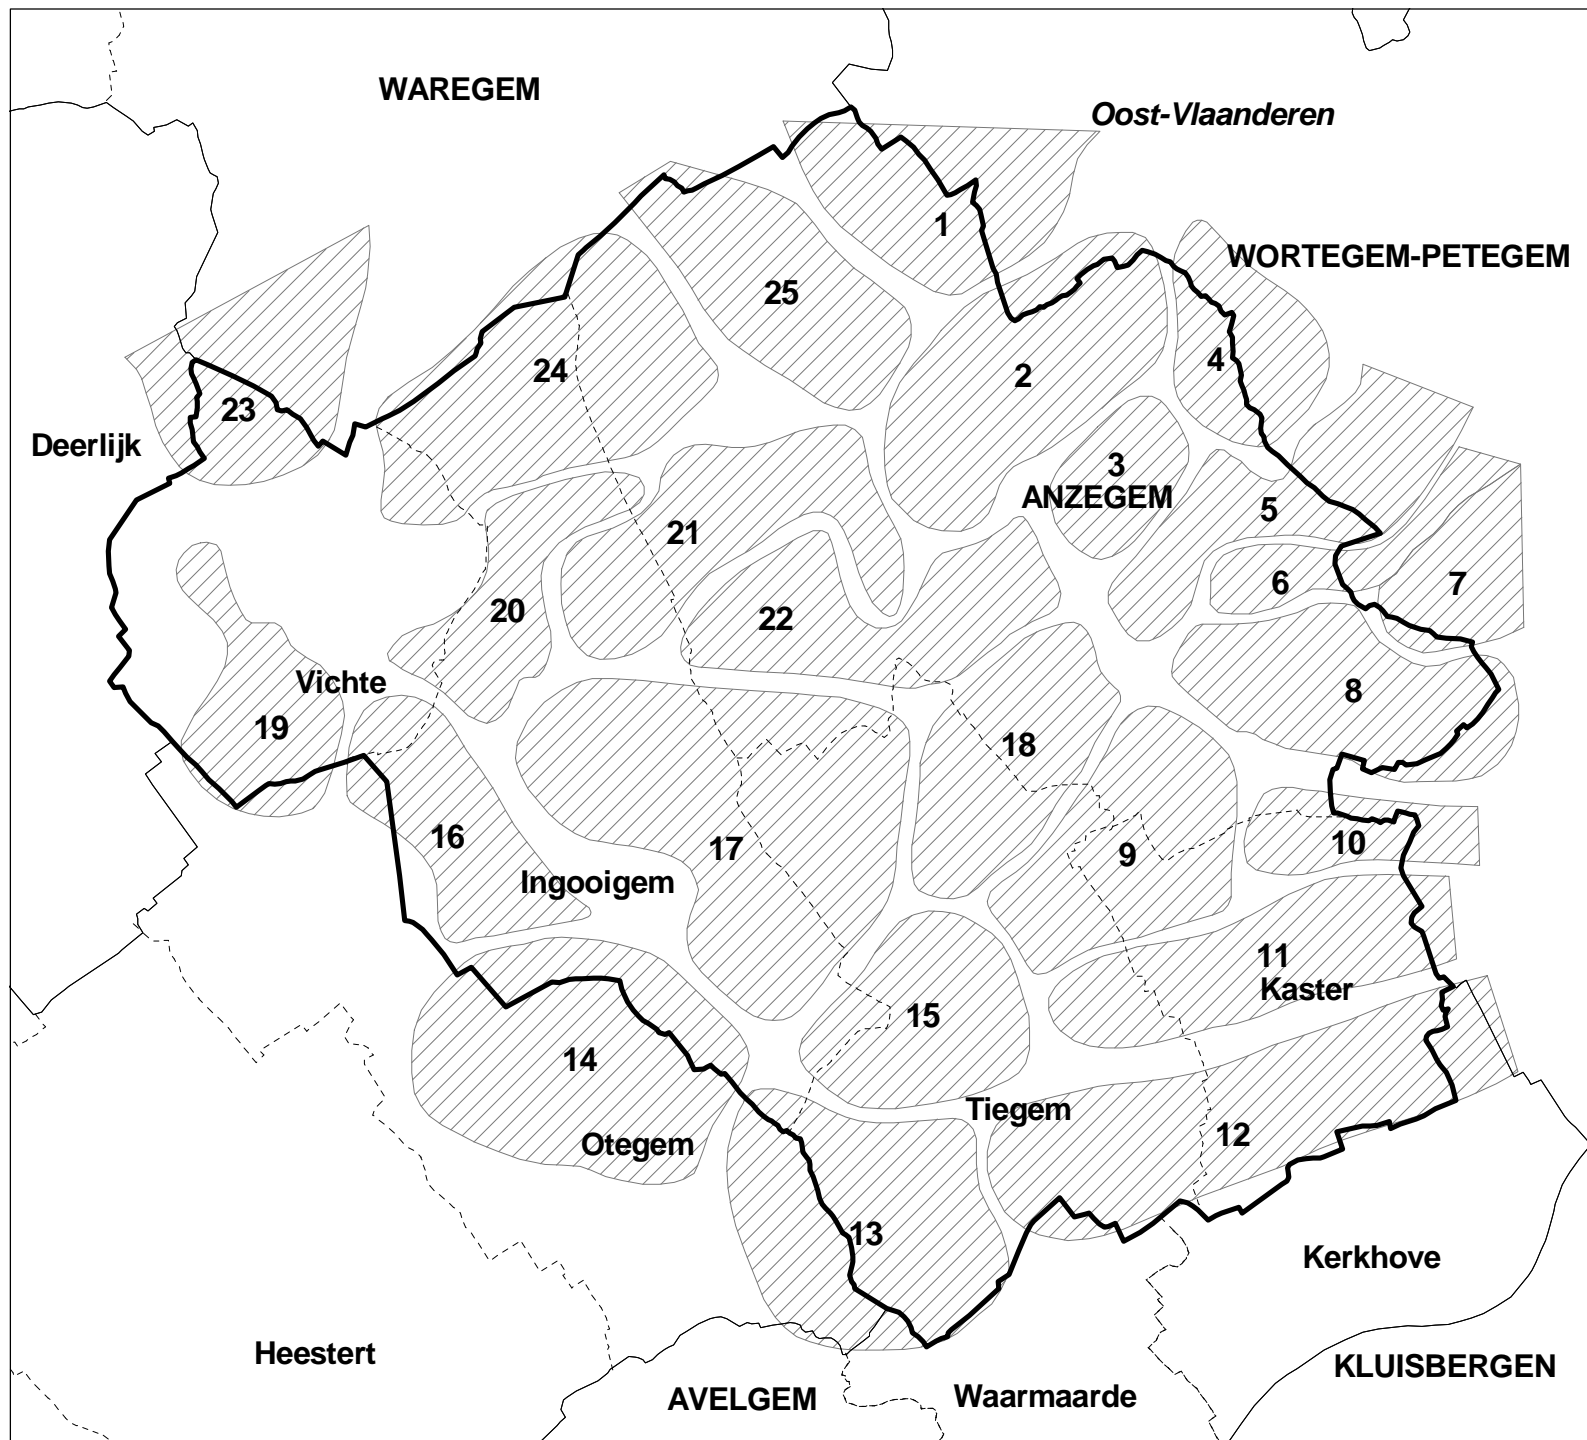 WAREGEM
Oost-Vlaanderen
1
WORTEGEM-PETEGEM
25
4
24
2
23
Deerlijk
3
ANZEGEM
5
21
6
7
20
22
Vichte
8
19
18
16
17
9
10
Ingooigem
11
Kaster
15
14
Tiegem
12
Otegem
13
Kerkhove
Heestert
KLUISBERGEN
AVELGEM
Waarmaarde